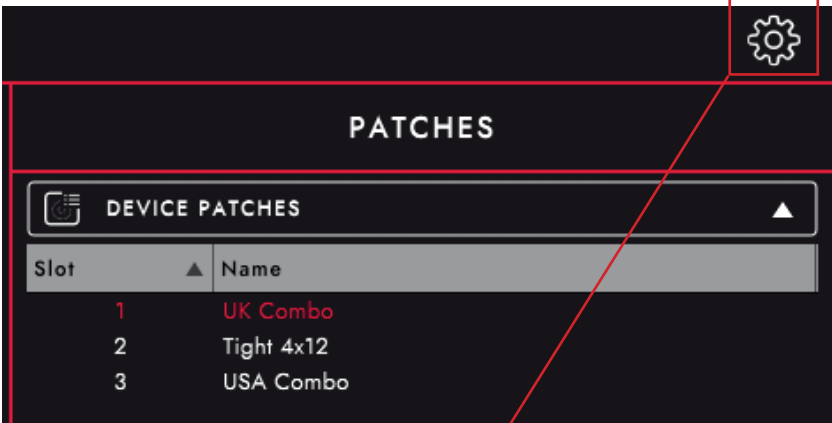 PATCHES
DEVICE PATCHES
Slot Name
1 UK Combo
2 Tight 4x12
3 USA Combo